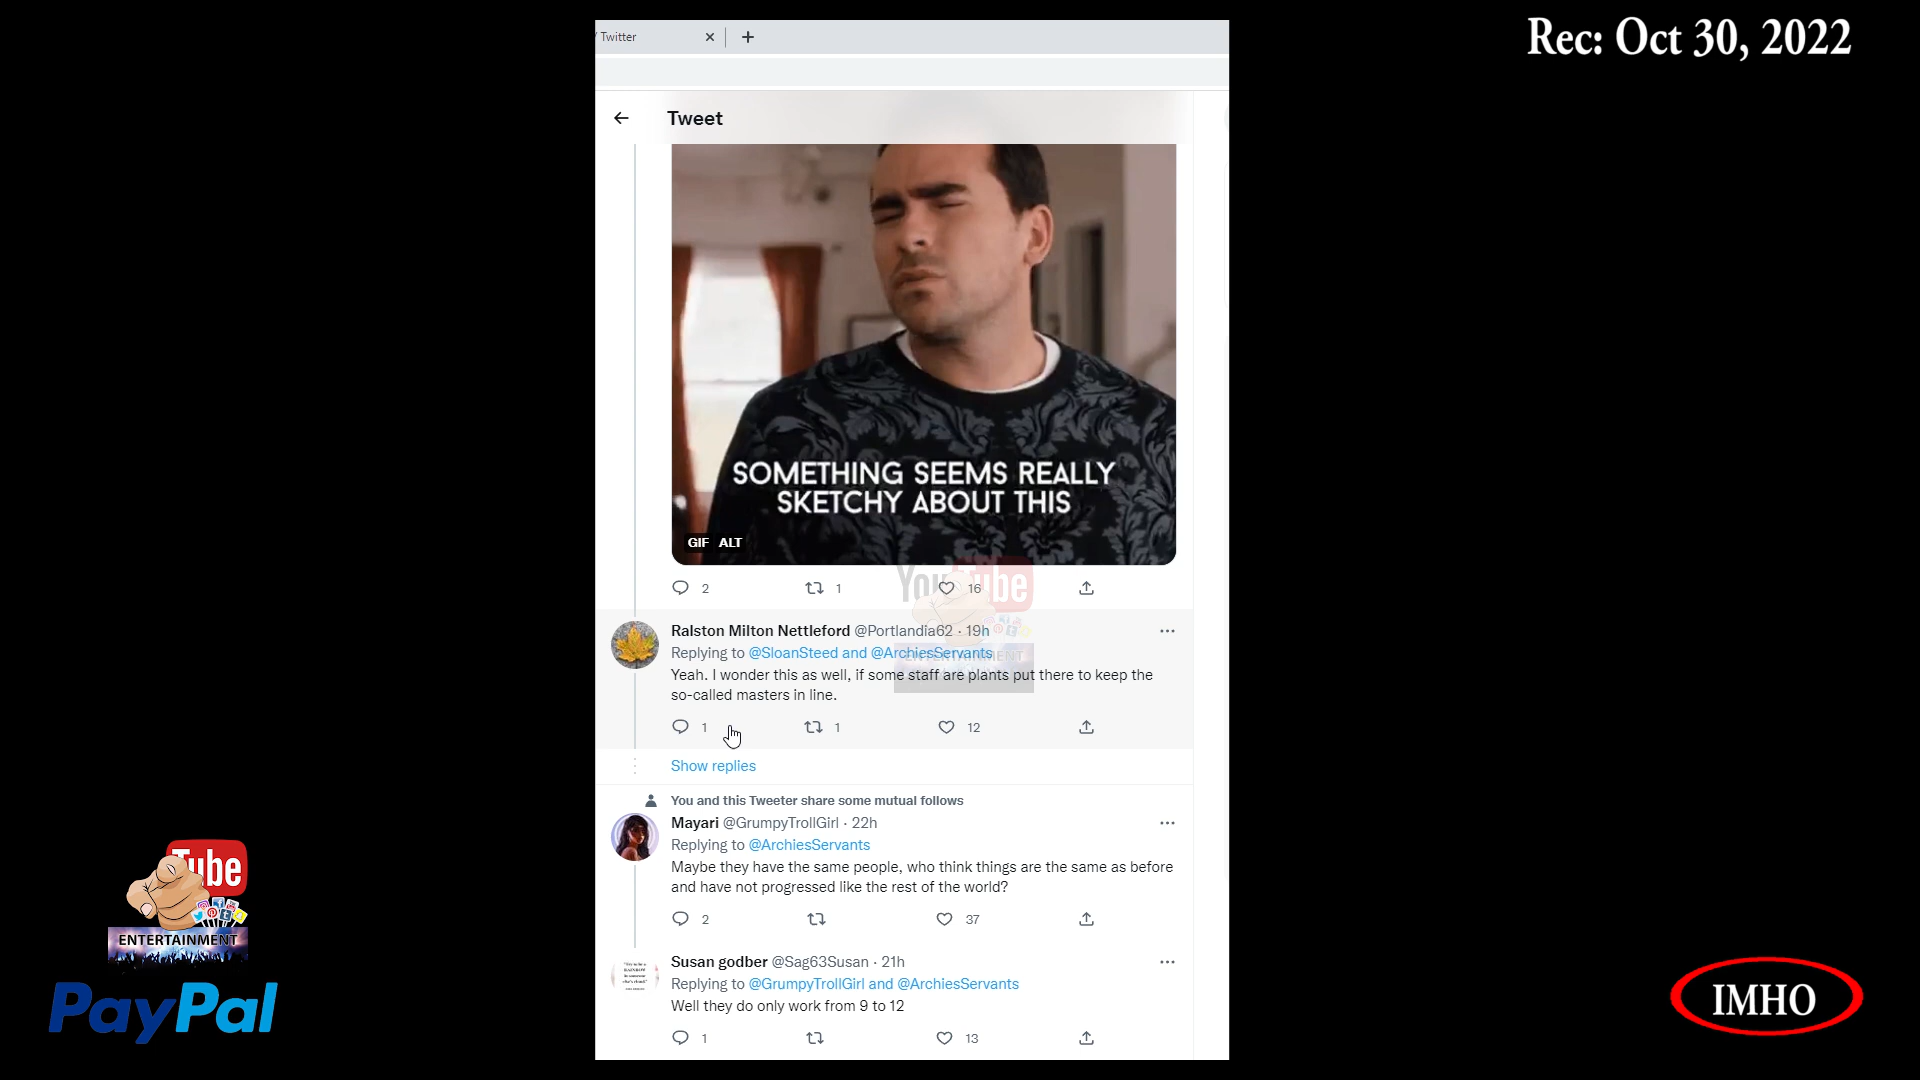 / Twitter
Rec: Oct 30, 2022
Tweet
SOMETHING SEEMS REALLY
SKETCHY ABOUT THIS
GIF ALT
2 1 16
YouTube
ENTERTAINMENT
Ralston Milton Nettleford @Portlandia62 · 19h
Replying to @SloanSteed and @ArchiesServants
Yeah. I wonder this as well, if some staff are plants put there to keep the
so-called masters in line.
1 1 12
Show replies
You and this Tweeter share some mutual follows
Mayari @GrumpyTrollGirl · 22h
Replying to @ArchiesServants
Maybe they have the same people, who think things are the same as before
and have not progressed like the rest of the world?
2 37
Susan godber @Sag63Susan · 21h
Replying to @GrumpyTrollGirl and @ArchiesServants
Well they do only work from 9 to 12
1 13
Tube
ENTERTAINMENT
PayPal
IMHO